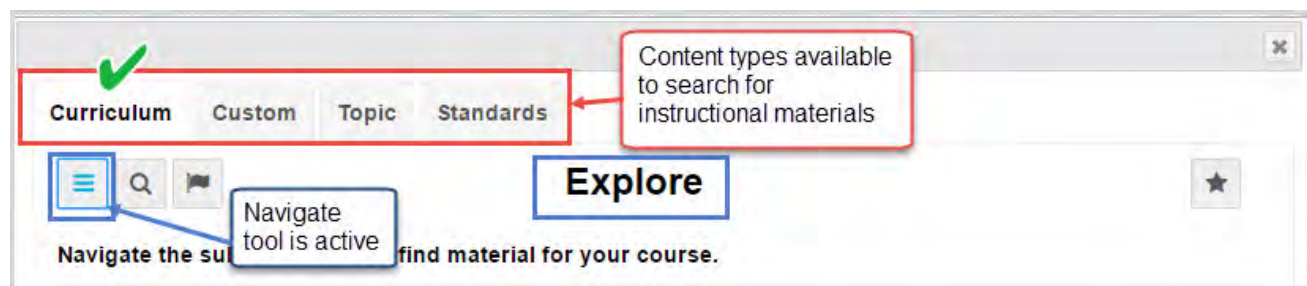 Content types available
to search for
instructional materials
Curriculum Custom Topic Standards
Explore
Navigate
tool is active
Navigate the find material for your course.